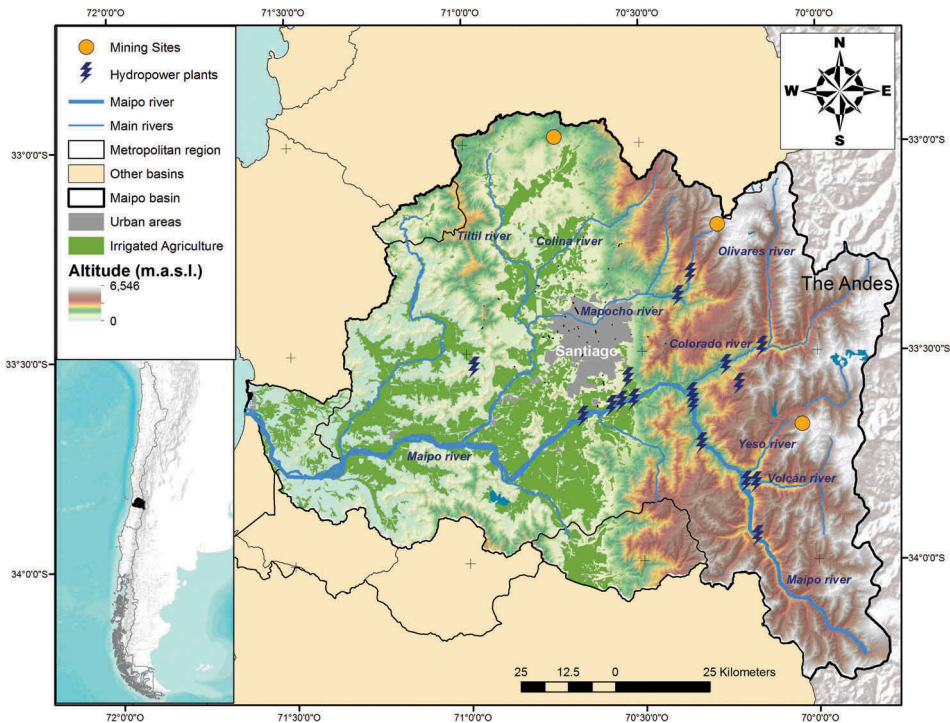 72°0'0"W
71°30'0"W
71°0'0"W
70°30'0"W
70°0'0"W
Mining Sites
Hydropower plants
Maipo river
Main rivers
Metropolitan region
Other basins
Maipo basin
Urban areas
Irrigated Agriculture
Altitude (m.a.s.l.)
6,546
0
N
W
E
S
33°0'0"S
33°0'0"S
Tiltil river
Colina river
Olivares river
The Andes
Mapocho river
Santiago
Colorado river
33°30'0"S
33°30'0"S
Yeso river
Maipo river
Volcán river
34°0'0"S
34°0'0"S
Maipo river
25
12.5
0
25 Kilometers
72°0'0"W
71°30'0"W
71°0'0"W
70°30'0"W
70°0'0"W